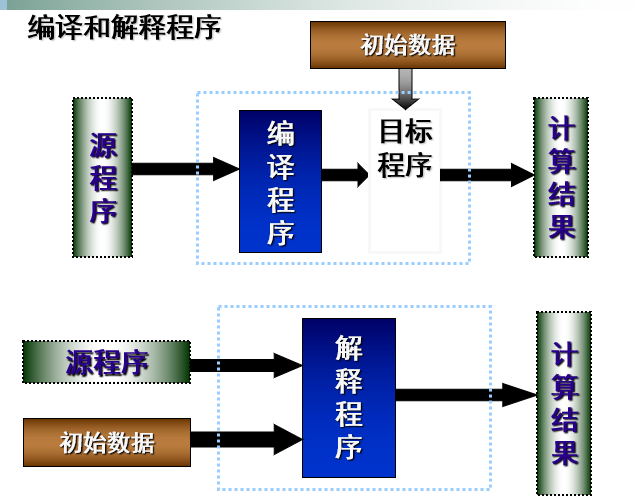 编译和解释程序
初始数据
源程序
编译程序
目标
程序
计算结果
源程序
初始数据
解释程序
计算结果